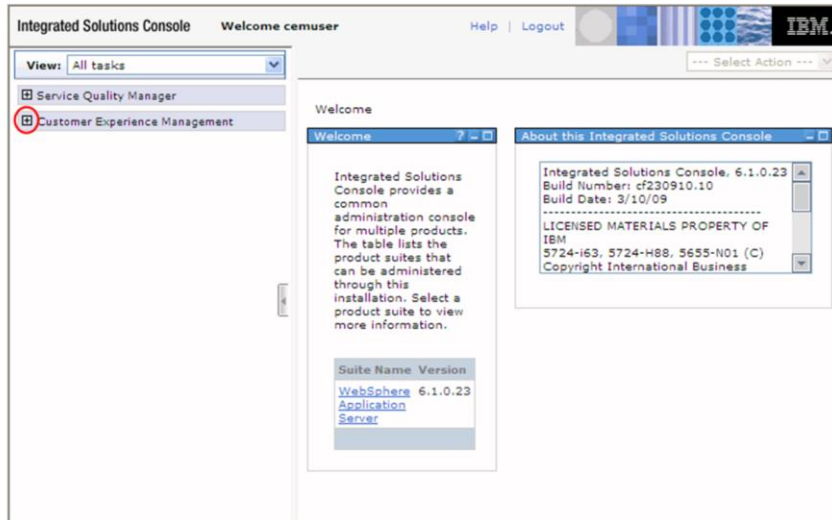 Integrated Solutions Console Welcome cemuser Help | Logout IBM.
View: All tasks
--- Select Action ---
Service Quality Manager
Customer Experience Management
Welcome
Welcome ? - □
Integrated Solutions
Console provides a
common
administration console
for multiple products.
The table lists the
product suites that
can be administered
through this
installation. Select a
product suite to view
more information.
Suite Name Version
WebSphere 6.1.0.23
Application
Server
About this Integrated Solutions Console
Integrated Solutions Console, 6.1.0.23
Build Number: cf230910.10
Build Date: 3/10/09
----------------------------------------
LICENSED MATERIALS PROPERTY OF
IBM
5724-i63, 5724-H88, 5655-N01 (C)
Copyright International Business